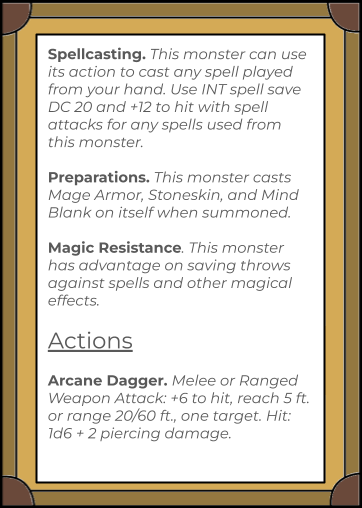 Spellcasting. This monster can use
its action to cast any spell played
from your hand. Use INT spell save
DC 20 and +12 to hit with spell
attacks for any spells used from
this monster.
Preparations. This monster casts
Mage Armor, Stoneskin, and Mind
Blank on itself when summoned.
Magic Resistance. This monster
has advantage on saving throws
against spells and other magical
effects.
Actions
Arcane Dagger. Melee or Ranged
Weapon Attack: +6 to hit, reach 5 ft.
or range 20/60 ft., one target. Hit:
1d6 + 2 piercing damage.